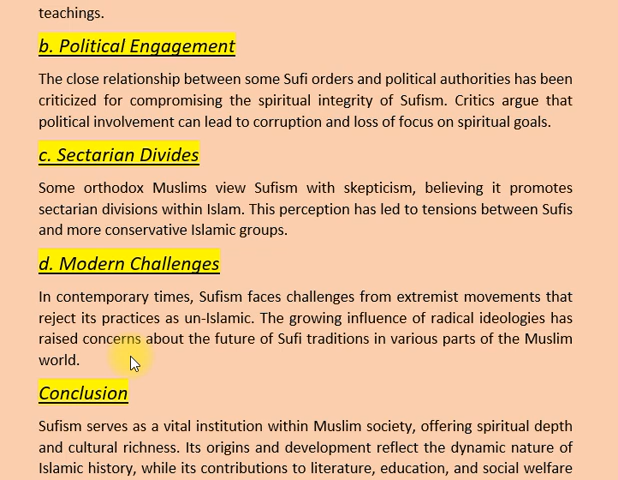 teachings.
b. Political Engagement
The close relationship between some Sufi orders and political authorities has been
criticized for compromising the spiritual integrity of Sufism. Critics argue that
political involvement can lead to corruption and loss of focus on spiritual goals.
c. Sectarian Divides
Some orthodox Muslims view Sufism with skepticism, believing it promotes
sectarian divisions within Islam. This perception has led to tensions between Sufis
and more conservative Islamic groups.
d. Modern Challenges
In contemporary times, Sufism faces challenges from extremist movements that
reject its practices as un-Islamic. The growing influence of radical ideologies has
raised concerns about the future of Sufi traditions in various parts of the Muslim
world.
Conclusion
Sufism serves as a vital institution within Muslim society, offering spiritual depth
and cultural richness. Its origins and development reflect the dynamic nature of
Islamic history, while its contributions to literature, education, and social welfare